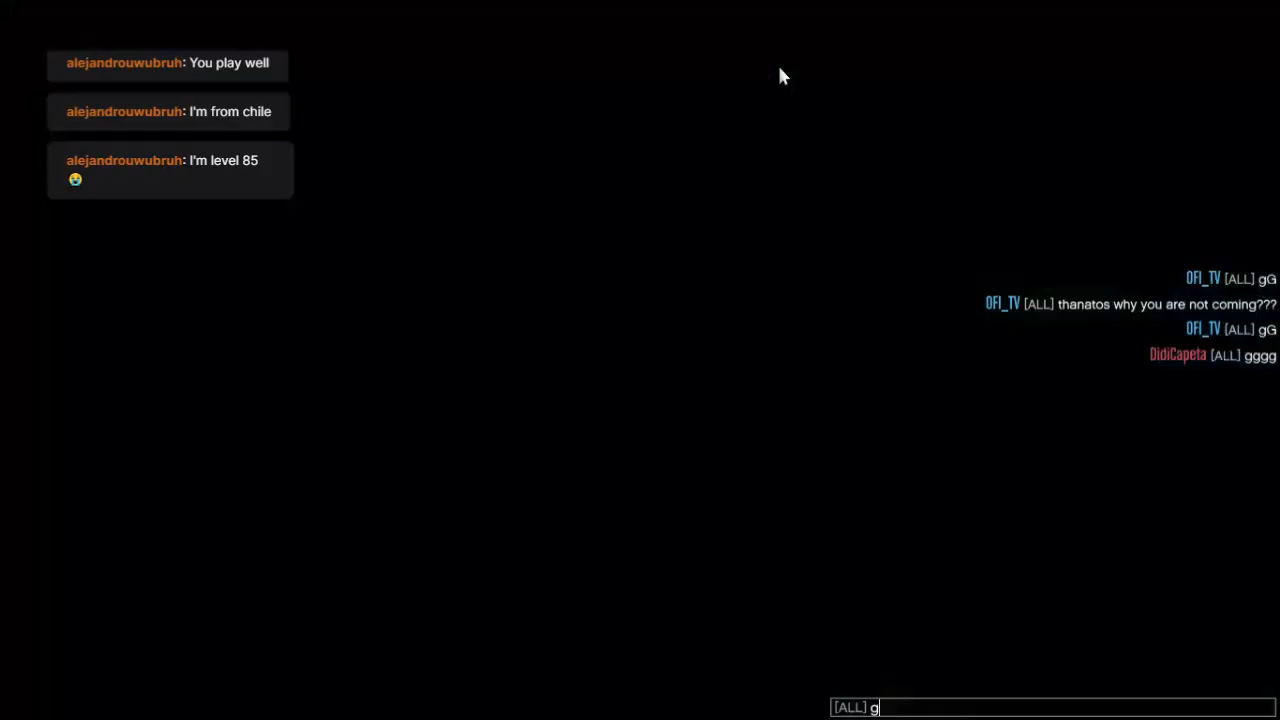 alejandrouwubruh: You play well
alejandrouwubruh: I'm from chile
alejandrouwubruh: I'm level 85
😭
OFI_TV [ALL] gG
OFI_TV [ALL] thanatos why you are not coming???
OFI_TV [ALL] gG
DidiCapeta [ALL] gggg
[ALL] g